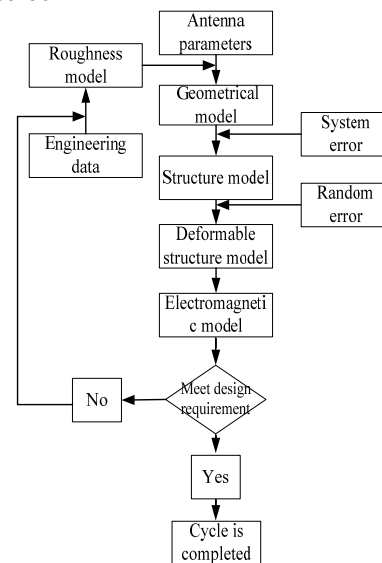 Antenna
parameters
Roughness
model
Geometrical
model
System
error
Engineering
data
Structure model
Random
error
Deformable
structure model
Electromagneti
c model
Meet design
requirement
No
Yes
Cycle is
completed